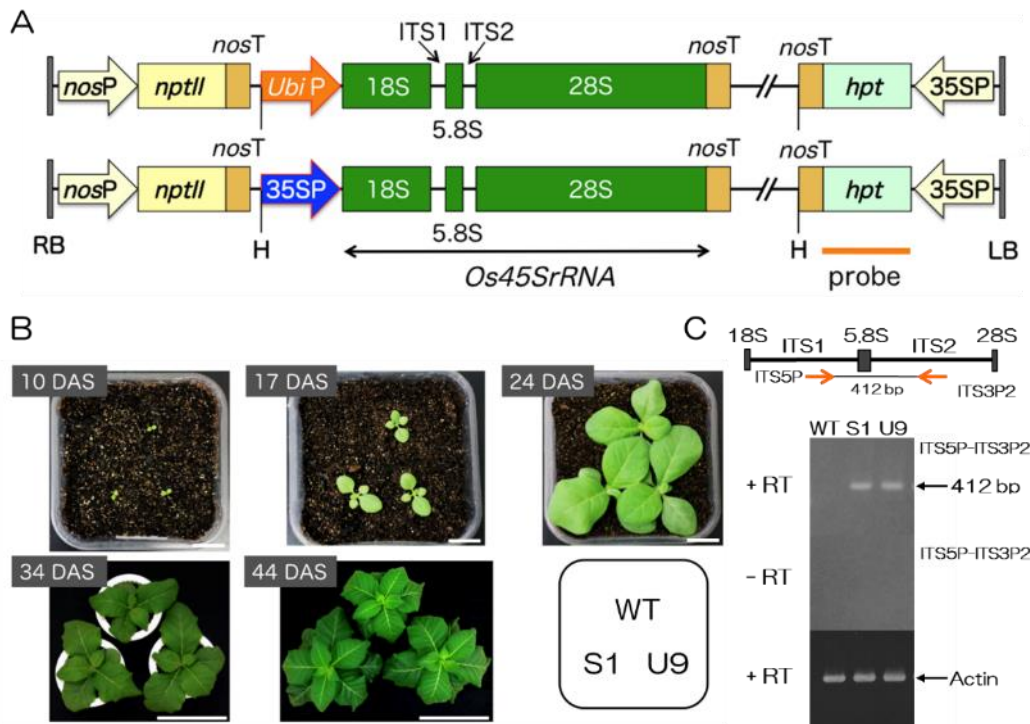 A
ITS1 ITS2
nosT nosT nosT
nosP nptII Ubi P 18S 28S hpt 35SP
5.8S
nosT nosT nosT
nosP nptII 35SP 18S 28S hpt 35SP
5.8S
RB H H LB
Os45SrRNA probe
B
10 DAS 17 DAS 24 DAS
34 DAS 44 DAS
WT
S1 U9
C
18S 5.8S 28S
ITS1 ITS2
ITS5P 412 bp ITS3P2
WT S1 U9
ITS5P-ITS3P2
+ RT 412 bp
ITS5P-ITS3P2
- RT
+ RT Actin